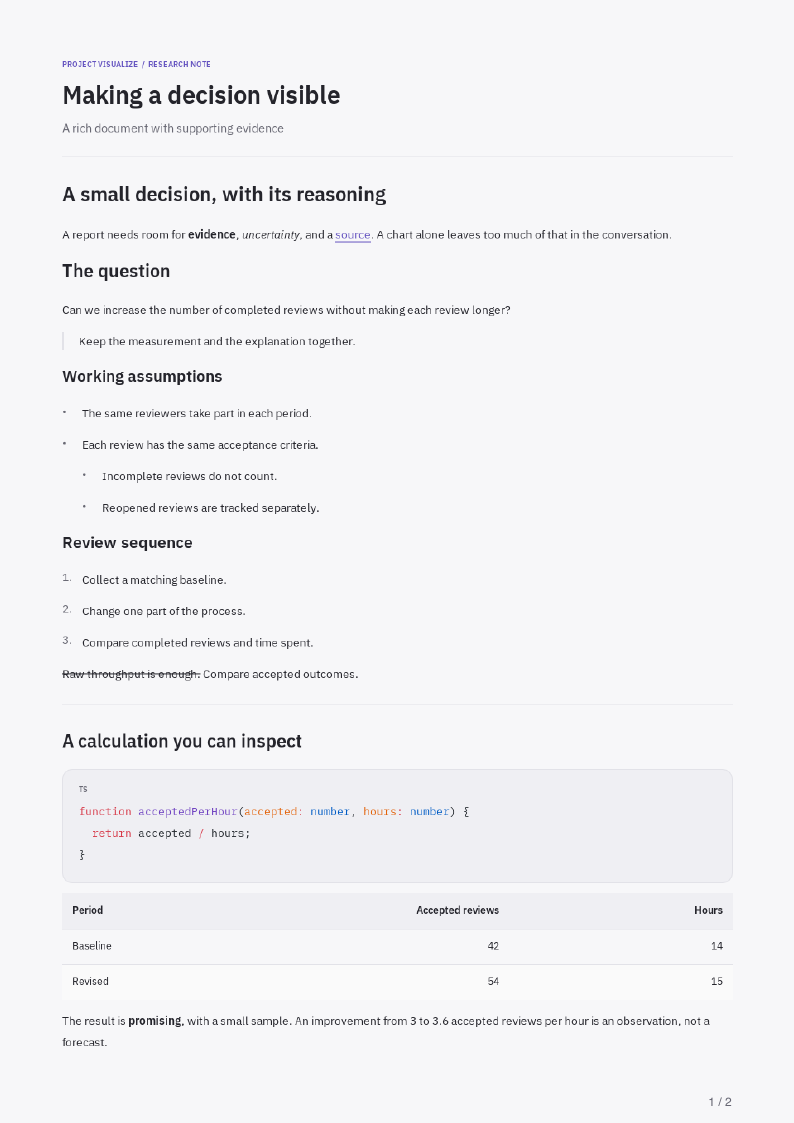 PROJECT VISUALIZE / RESEARCH NOTE
Making a decision visible
A rich document with supporting evidence
A small decision, with its reasoning
A report needs room for evidence, uncertainty, and a source. A chart alone leaves too much of that in the conversation.
The question
Can we increase the number of completed reviews without making each review longer?
Keep the measurement and the explanation together.
Working assumptions
• The same reviewers take part in each period.
• Each review has the same acceptance criteria.
• Incomplete reviews do not count.
• Reopened reviews are tracked separately.
Review sequence
1. Collect a matching baseline.
2. Change one part of the process.
3. Compare completed reviews and time spent.
Raw throughput is enough. Compare accepted outcomes.
A calculation you can inspect
TS
function acceptedPerHour(accepted: number, hours: number) {
  return accepted / hours;
}
Period Accepted reviews Hours
Baseline 42 14
Revised 54 15
The result is promising, with a small sample. An improvement from 3 to 3.6 accepted reviews per hour is an observation, not a
forecast.
1 / 2